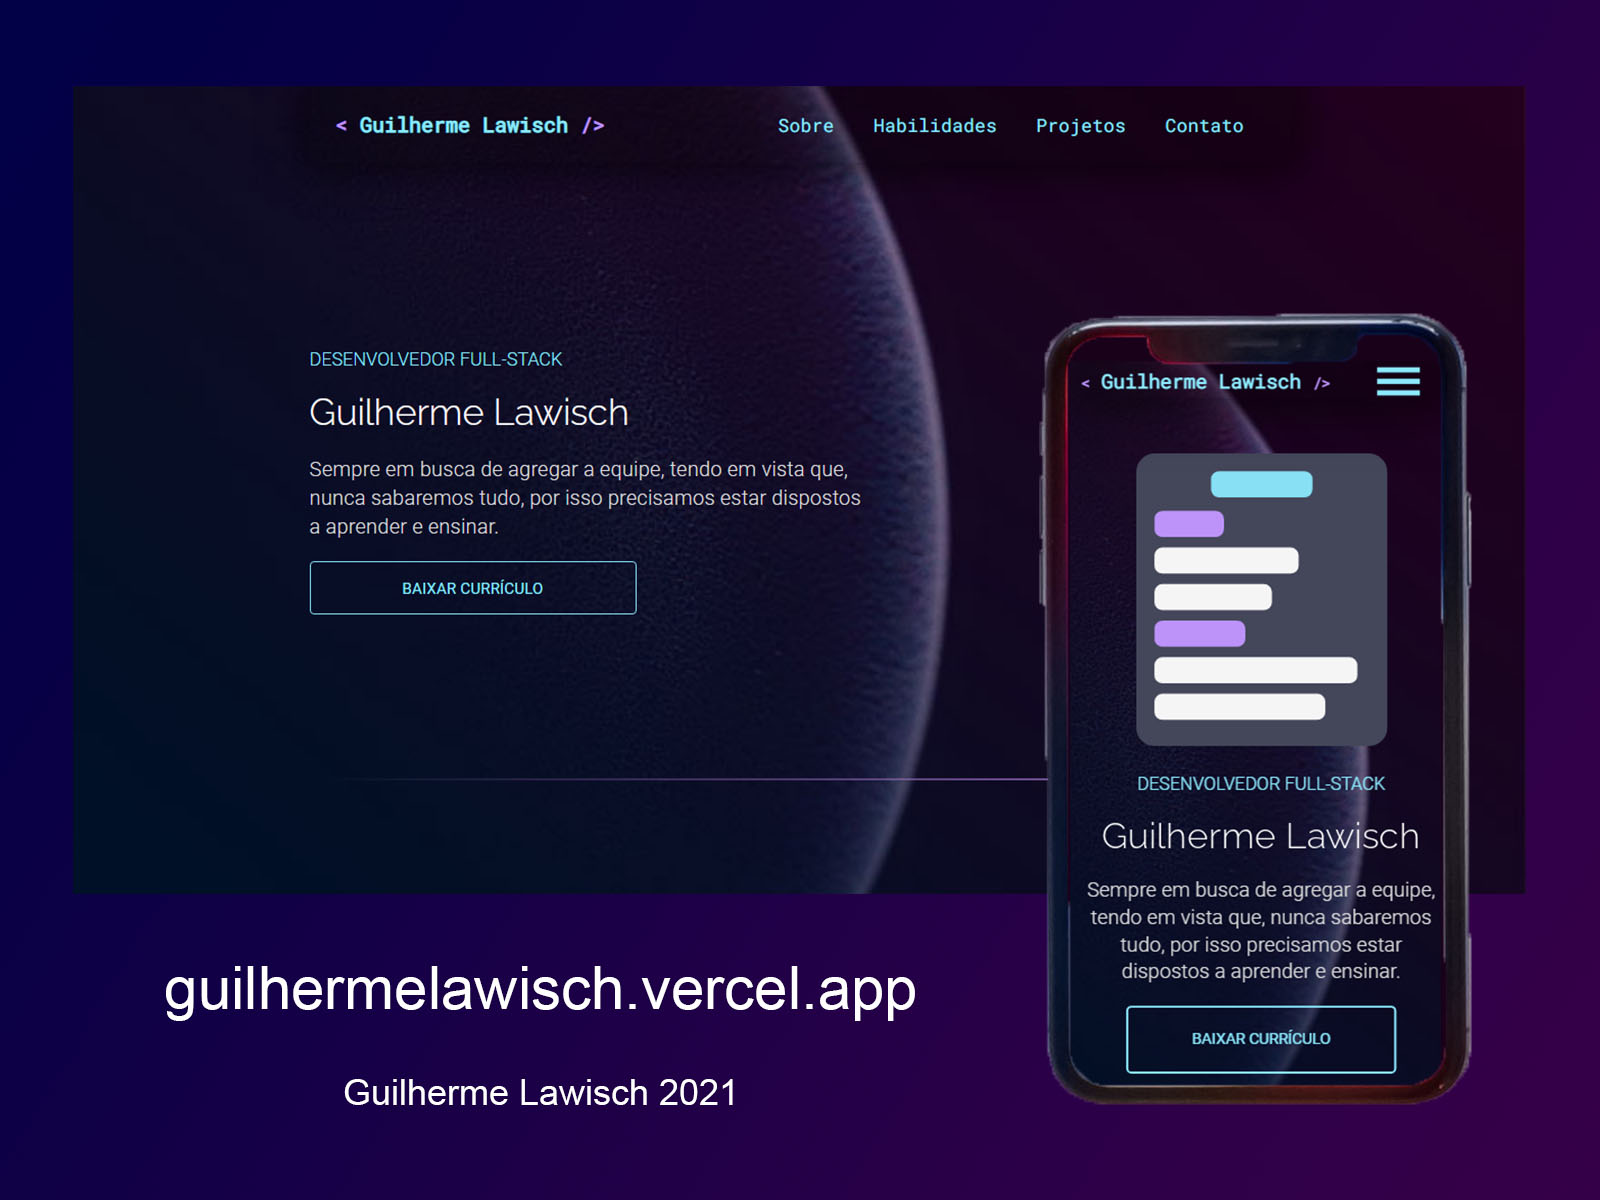 < Guilherme Lawisch />
Sobre Habilidades Projetos Contato
DESENVOLVEDOR FULL-STACK
Guilherme Lawisch
Sempre em busca de agregar a equipe, tendo em vista que,
nunca sabaremos tudo, por isso precisamos estar dispostos
a aprender e ensinar.
BAIXAR CURRÍCULO
< Guilherme Lawisch />
DESENVOLVEDOR FULL-STACK
Guilherme Lawisch
Sempre em busca de agregar a equipe,
tendo em vista que, nunca sabaremos
tudo, por isso precisamos estar
dispostos a aprender e ensinar.
BAIXAR CURRÍCULO
guilhermelawisch.vercel.app
Guilherme Lawisch 2021